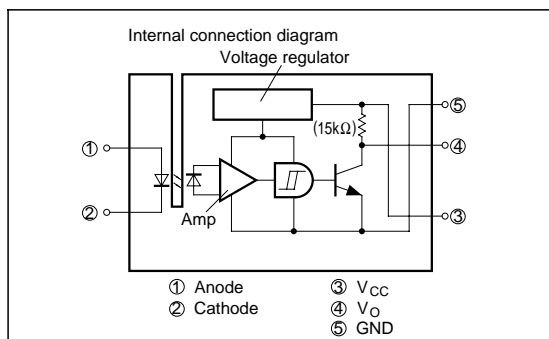 Internal connection diagram
Voltage regulator
(15kΩ)
⑤
①
④
②
③
Amp
① Anode
② Cathode
③ VCC
④ VO
⑤ GND